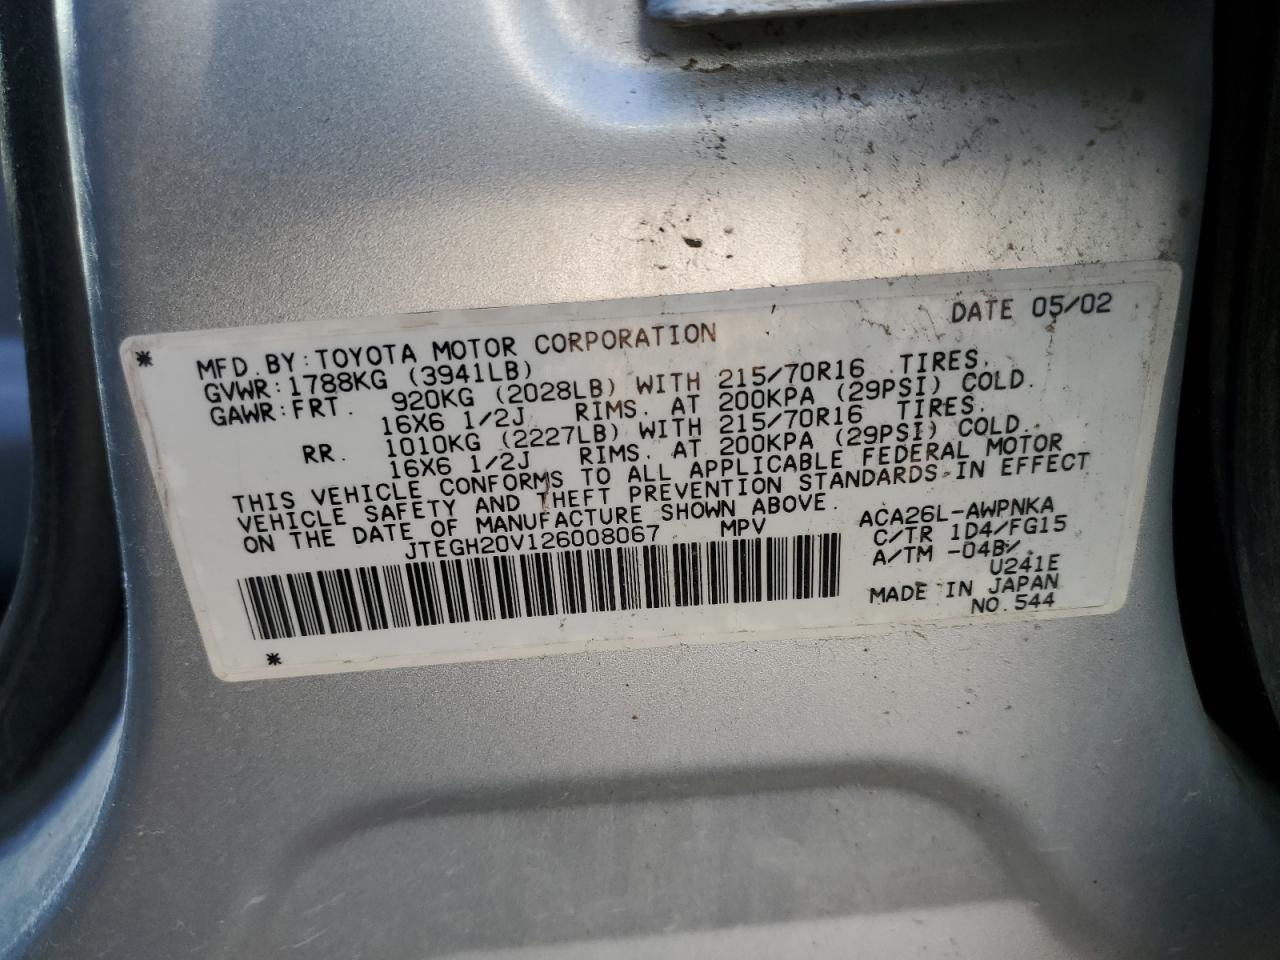 DATE 05/02
* MFD.BY:TOYOTA MOTOR CORPORATION
GVWR:1788KG (3941LB)
GAWR:FRT. 920KG (2028LB) WITH 215/70R16 TIRES.
16X6 1/2J RIMS. AT 200KPA (29PSI) COLD.
RR. 1010KG (2227LB) WITH 215/70R16 TIRES.
16X6 1/2J RIMS. AT 200KPA (29PSI) COLD.
THIS VEHICLE CONFORMS TO ALL APPLICABLE FEDERAL MOTOR
VEHICLE SAFETY AND THEFT PREVENTION STANDARDS IN EFFECT
ON THE DATE OF MANUFACTURE SHOWN ABOVE.
JTEGH20V126008067 MPV
ACA26L-AWPNKA
C/TR 1D4/FG15
A/TM -04B/
U241E
MADE IN JAPAN
NO.544
*